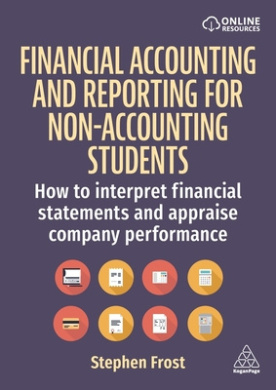 ONLINE
RESOURCES
FINANCIAL ACCOUNTING
AND REPORTING FOR
NON-ACCOUNTING
STUDENTS
How to interpret financial
statements and appraise
company performance
Stephen Frost
KoganPage